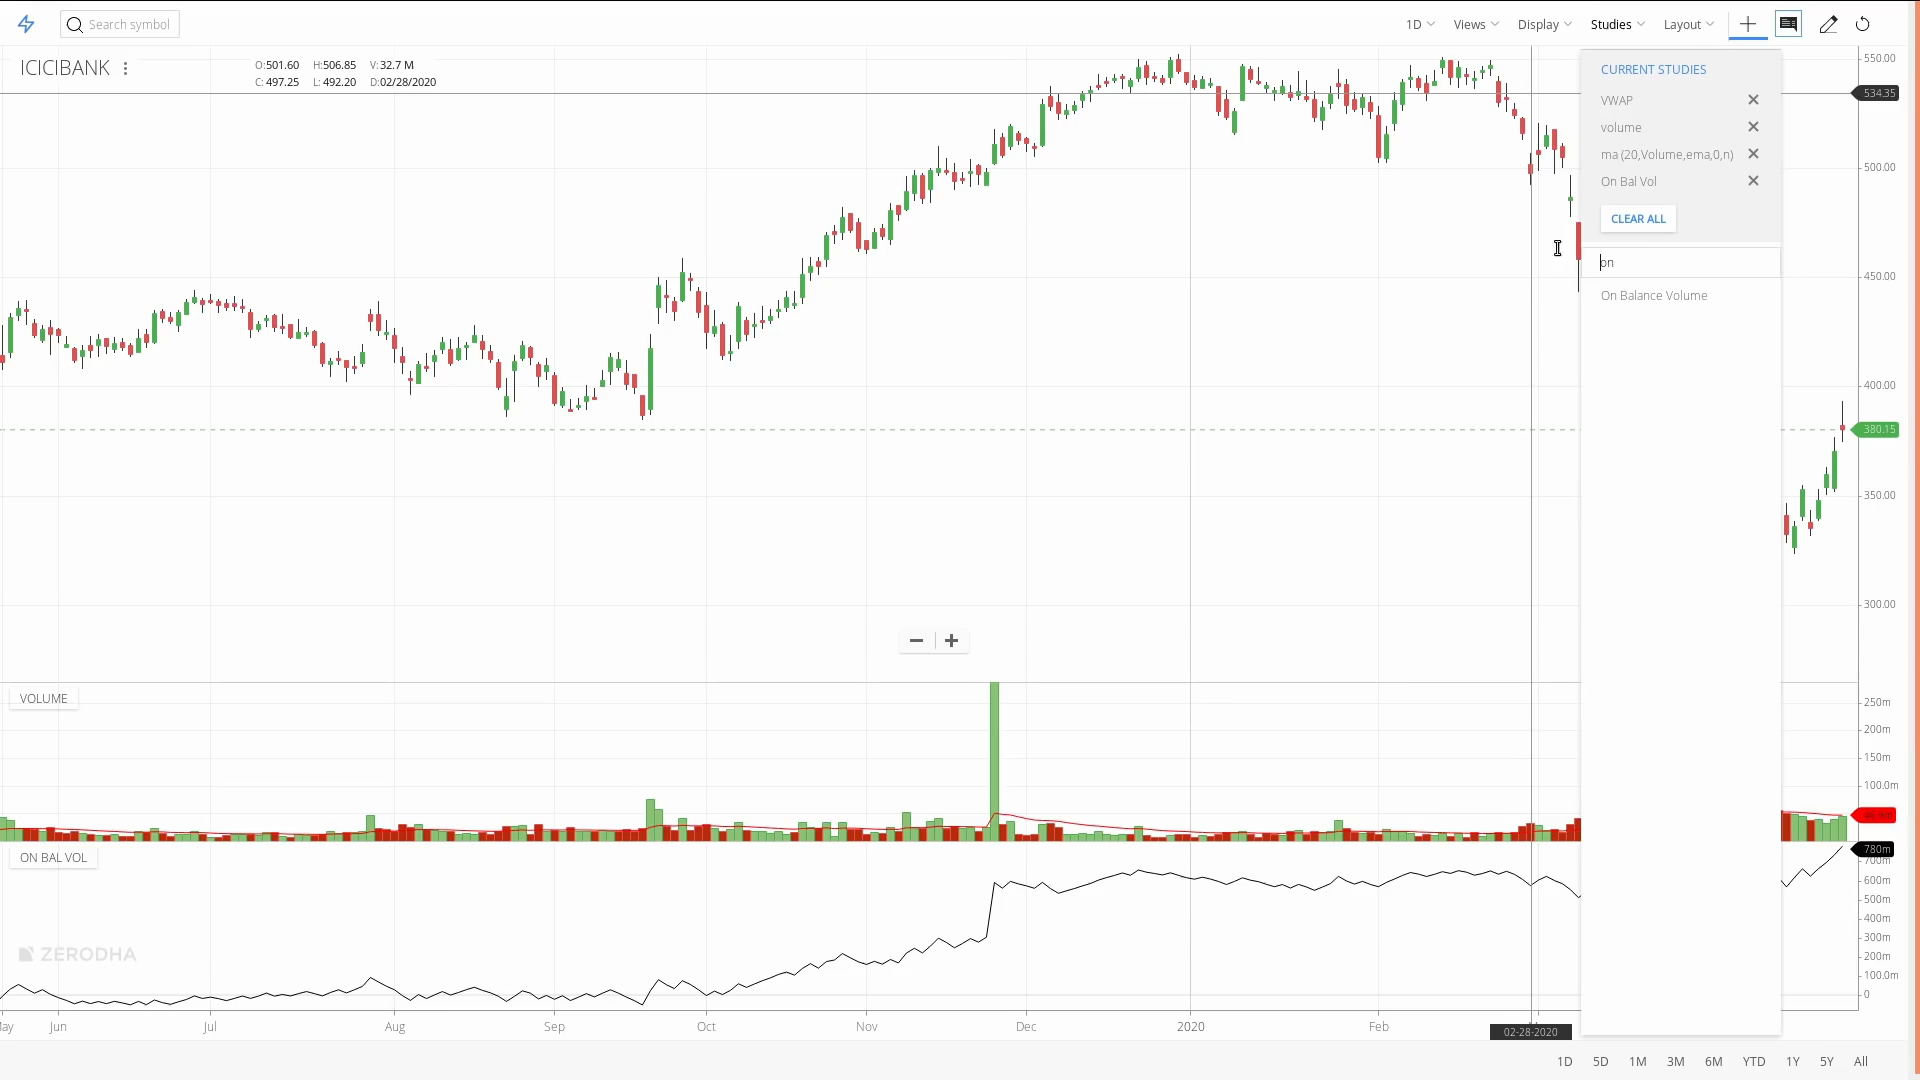 Search symbol
1D Views Display Studies Layout
ICICIBANK
O:501.60 H:506.85 V:32.7 M
C:497.25 L: 492.20 D:02/28/2020
CURRENT STUDIES
VWAP
volume
ma (20,Volume,ema,0,n)
On Bal Vol
CLEAR ALL
on
On Balance Volume
550.00
534.35
500.00
450.00
400.00
380.15
350.00
300.00
VOLUME
250m
200m
150m
100.0m
ON BAL VOL
780m
700m
600m
500m
400m
300m
200m
100.0m
0
ZERODHA
Jun Jul Aug Sep Oct Nov Dec 2020 Feb
02-28-2020
1D 5D 1M 3M 6M YTD 1Y 5Y All